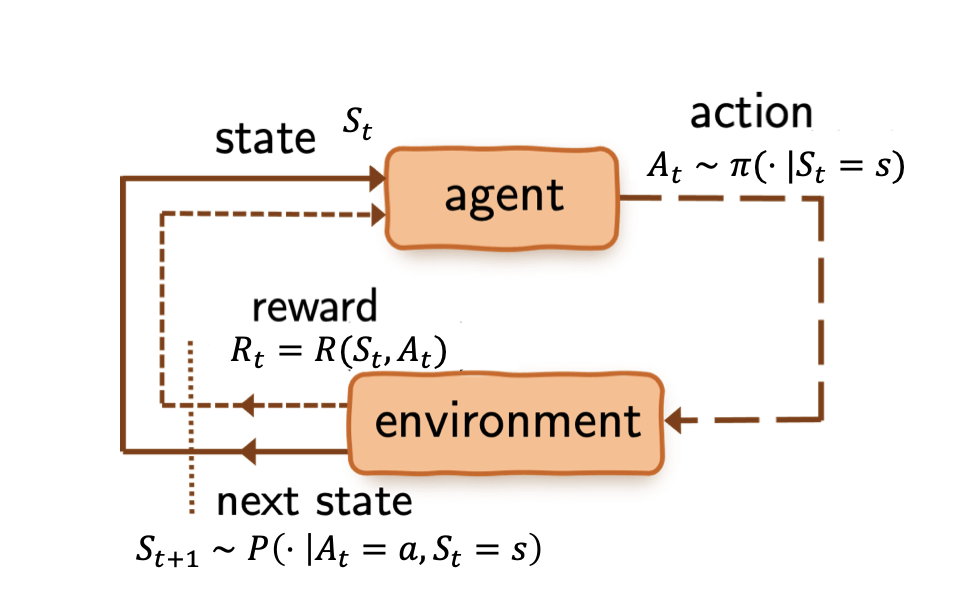 state S_t
action
A_t ~ π(· |S_t = s)
agent
reward
R_t = R(S_t, A_t)
environment
next state
S_{t+1} ~ P(· |A_t = a, S_t = s)